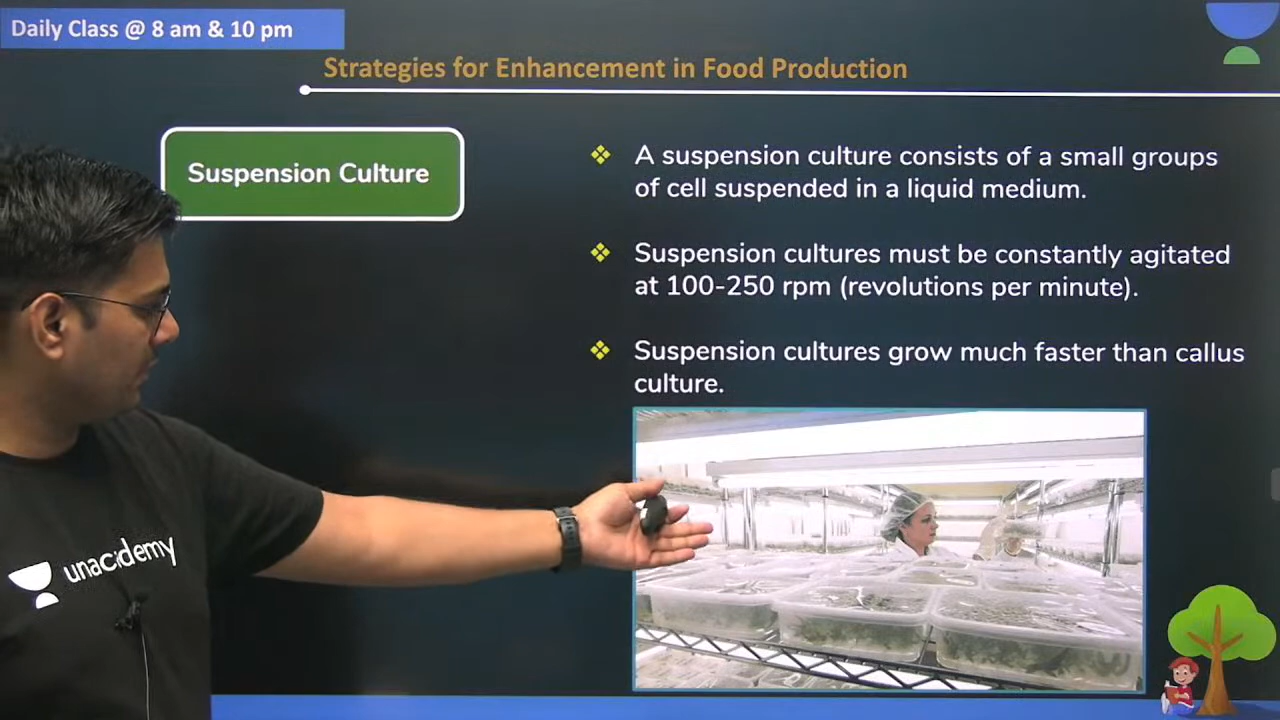 Daily Class @ 8 am & 10 pm
Strategies for Enhancement in Food Production
Suspension Culture
A suspension culture consists of a small groups
of cell suspended in a liquid medium.
Suspension cultures must be constantly agitated
at 100-250 rpm (revolutions per minute).
Suspension cultures grow much faster than callus
culture.
unacademy